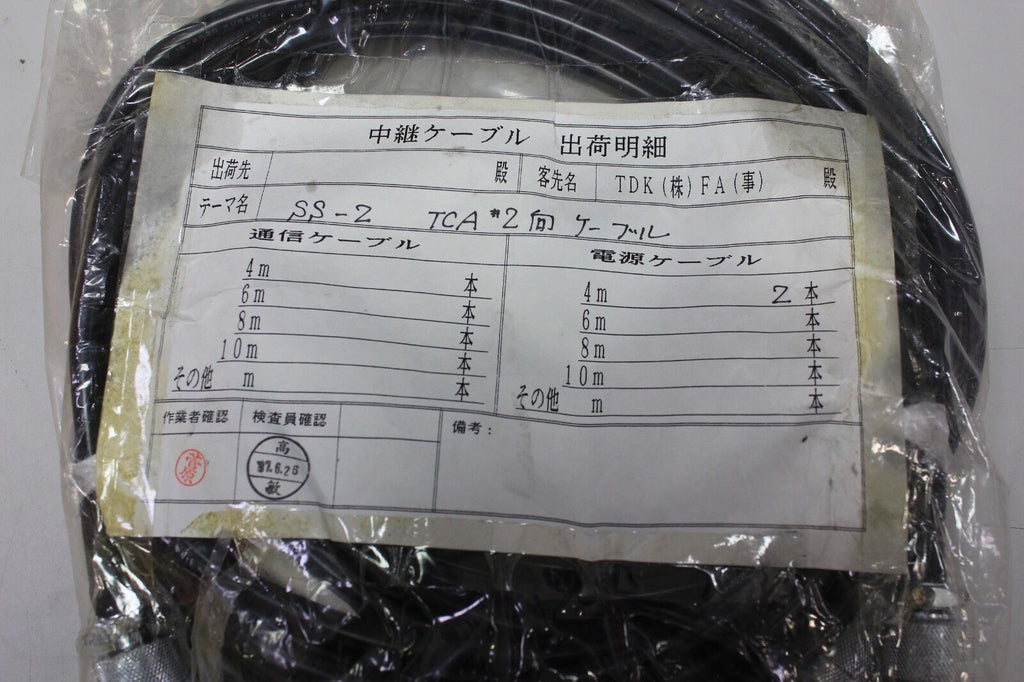 中継ケーブル 出荷明細
出荷先 殿 客先名 TDK(株)FA(事) 殿
テーマ名 SS-2 TCA #2向ケーブル
通信ケーブル 電源ケーブル
4m 本 4m 2本
6m 本 6m 本
8m 本 8m 本
10m 本 10m 本
その他 m 本 その他 m 本
作業者確認 検査員確認 備考:
高
'97.6.26
敏